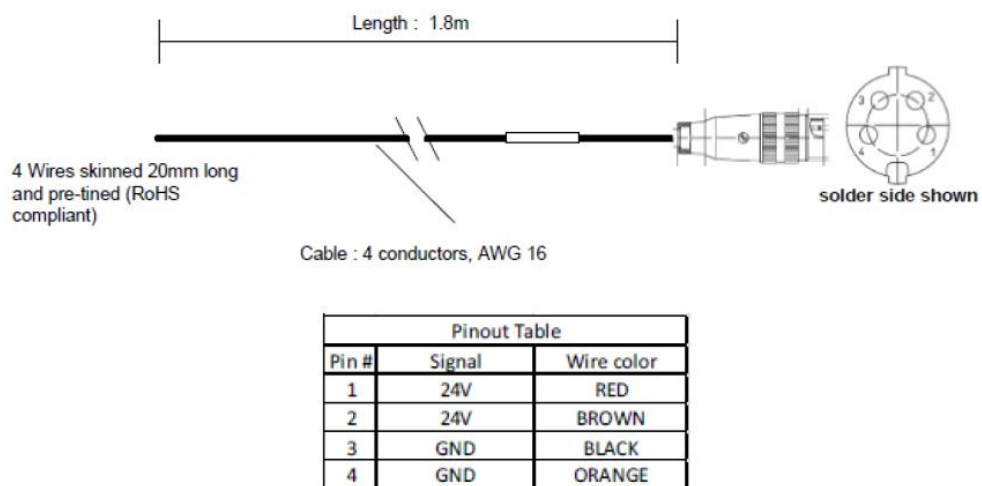 Length : 1.8m
3
2
4
1
4 Wires skinned 20mm long
and pre-tined (RoHS
compliant)
solder side shown
Cable : 4 conductors, AWG 16
Pinout Table
Pin # Signal Wire color
1 24V RED
2 24V BROWN
3 GND BLACK
4 GND ORANGE